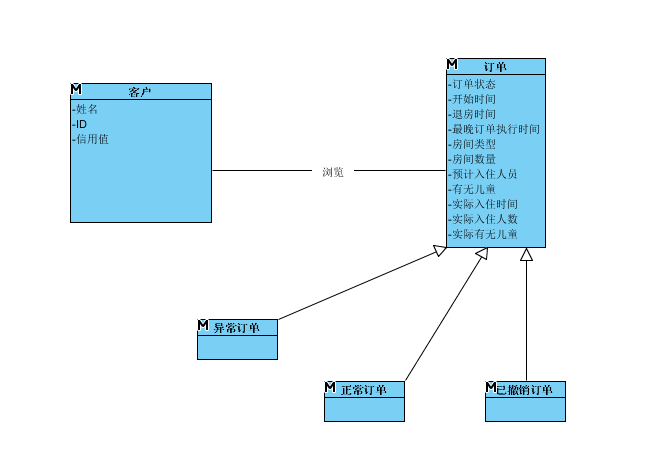 M
客户
-姓名
-ID
-信用值
浏览
M
订单
-订单状态
-开始时间
-退房时间
-最晚订单执行时间
-房间类型
-房间数量
-预计入住人员
-有无儿童
-实际入住时间
-实际入住人数
-实际有无儿童
M
异常订单
M
正常订单
M
已撤销订单